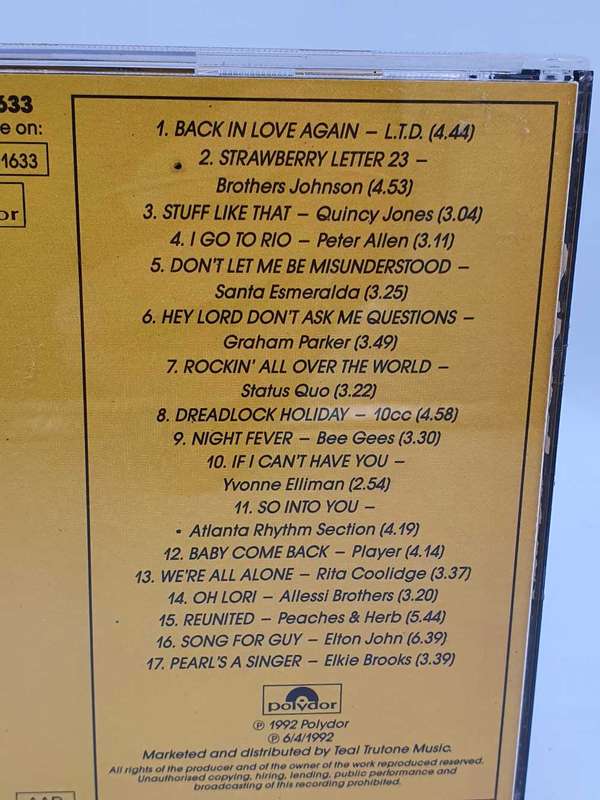 633
e on:
1633
or
1. BACK IN LOVE AGAIN – L.T.D. (4.44)
2. STRAWBERRY LETTER 23 –
Brothers Johnson (4.53)
3. STUFF LIKE THAT – Quincy Jones (3.04)
4. I GO TO RIO – Peter Allen (3.11)
5. DON'T LET ME BE MISUNDERSTOOD –
Santa Esmeralda (3.25)
6. HEY LORD DON'T ASK ME QUESTIONS –
Graham Parker (3.49)
7. ROCKIN' ALL OVER THE WORLD –
Status Quo (3.22)
8. DREADLOCK HOLIDAY – 10cc (4.58)
9. NIGHT FEVER – Bee Gees (3.30)
10. IF I CAN'T HAVE YOU –
Yvonne Elliman (2.54)
11. SO INTO YOU –
Atlanta Rhythm Section (4.19)
12. BABY COME BACK – Player (4.14)
13. WE'RE ALL ALONE – Rita Coolidge (3.37)
14. OH LORI – Allessi Brothers (3.20)
15. REUNITED – Peaches & Herb (5.44)
16. SONG FOR GUY – Elton John (6.39)
17. PEARL'S A SINGER – Elkie Brooks (3.39)
polydor
℗ 1992 Polydor
℗ 6/4/1992
Marketed and distributed by Teal Trutone Music.
All rights of the producer and of the owner of the work reproduced reserved.
Unauthorised copying, hiring, lending, public performance and
broadcasting of this recording prohibited.